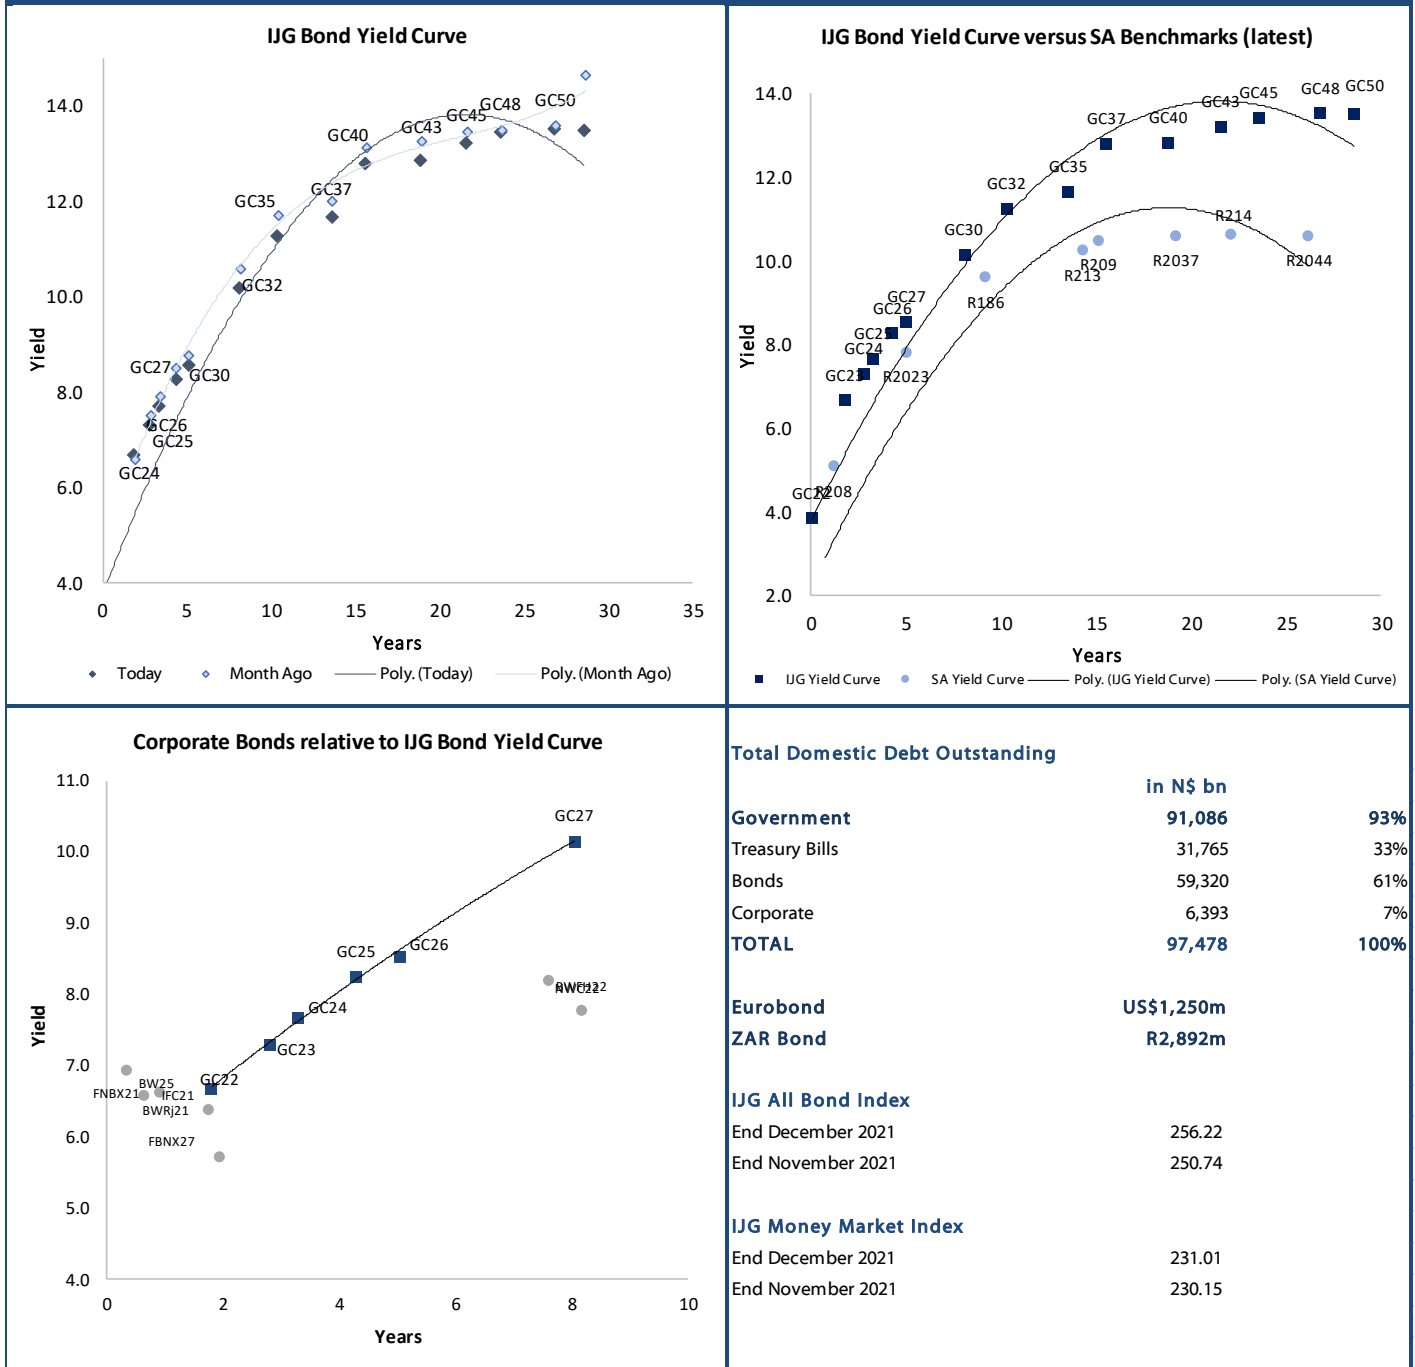 IJG Bond Yield Curve
14.0
12.0
10.0
8.0
6.0
4.0
Yield
GC24
GC25
GC26
GC27
GC30
GC32
GC35
GC37
GC40
GC43
GC45
GC48
GC50
0 5 10 15 20 25 30 35
Years
Today Month Ago Poly. (Today) Poly. (Month Ago)
IJG Bond Yield Curve versus SA Benchmarks (latest)
14.0
12.0
10.0
8.0
6.0
4.0
2.0
Yield
GC22
R208
GC23
GC24
GC25
GC26
GC27
R2023
GC30
R186
GC32
GC35
R213
R209
GC37
GC40
R2037
GC43
R214
GC45
GC48
R2044
GC50
0 5 10 15 20 25 30
Years
IJG Yield Curve SA Yield Curve Poly. (IJG Yield Curve) Poly. (SA Yield Curve)
Corporate Bonds relative to IJG Bond Yield Curve
11.0
10.0
9.0
8.0
7.0
6.0
5.0
4.0
Yield
GC27
GC26
GC25
GC24
GC23
GC22
NWC22
BW25
FNBX21
IFC21
BWRj21
FBNX27
0 2 4 6 8 10
Years
Total Domestic Debt Outstanding
in N$ bn
Government 91,086 93%
Treasury Bills 31,765 33%
Bonds 59,320 61%
Corporate 6,393 7%
TOTAL 97,478 100%
Eurobond US$1,250m
ZAR Bond R2,892m
IJG All Bond Index
End December 2021 256.22
End November 2021 250.74
IJG Money Market Index
End December 2021 231.01
End November 2021 230.15